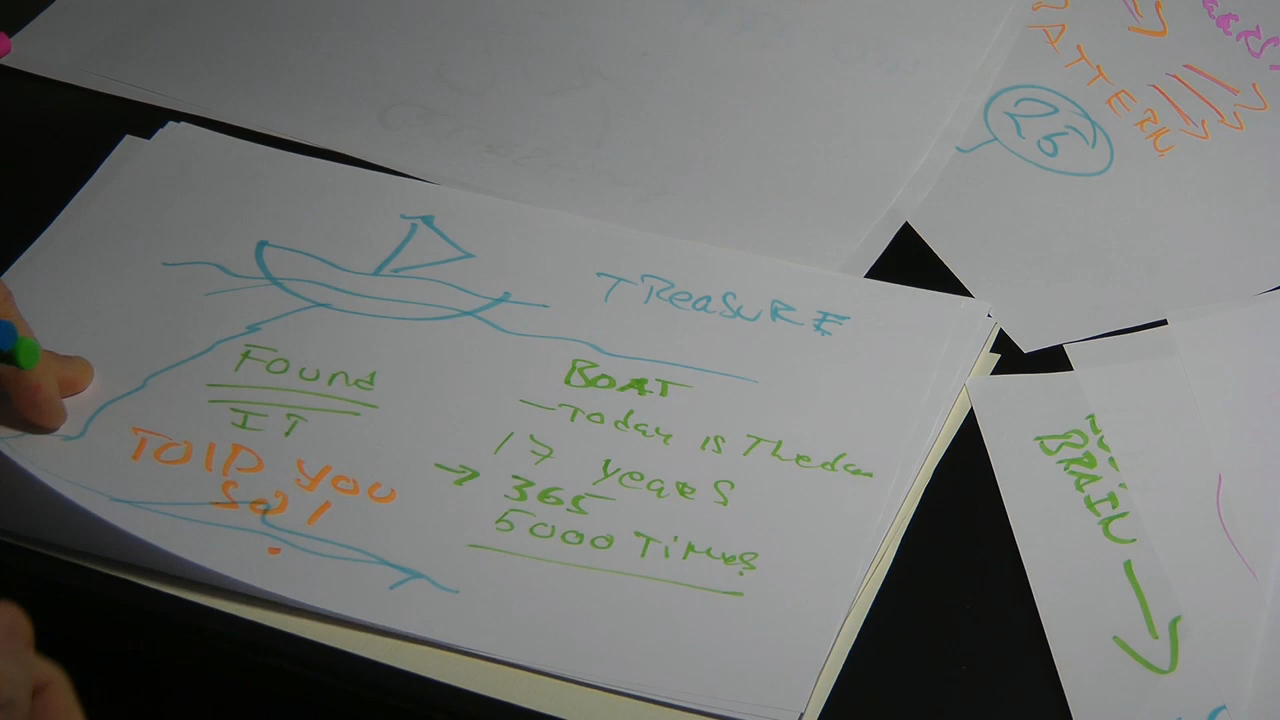 TReasURE
Found
IT
TOlD you
So!
BOAT
– Today is The day
17 years
→ 365
5000 Times
PATTERN
26
BRAIN